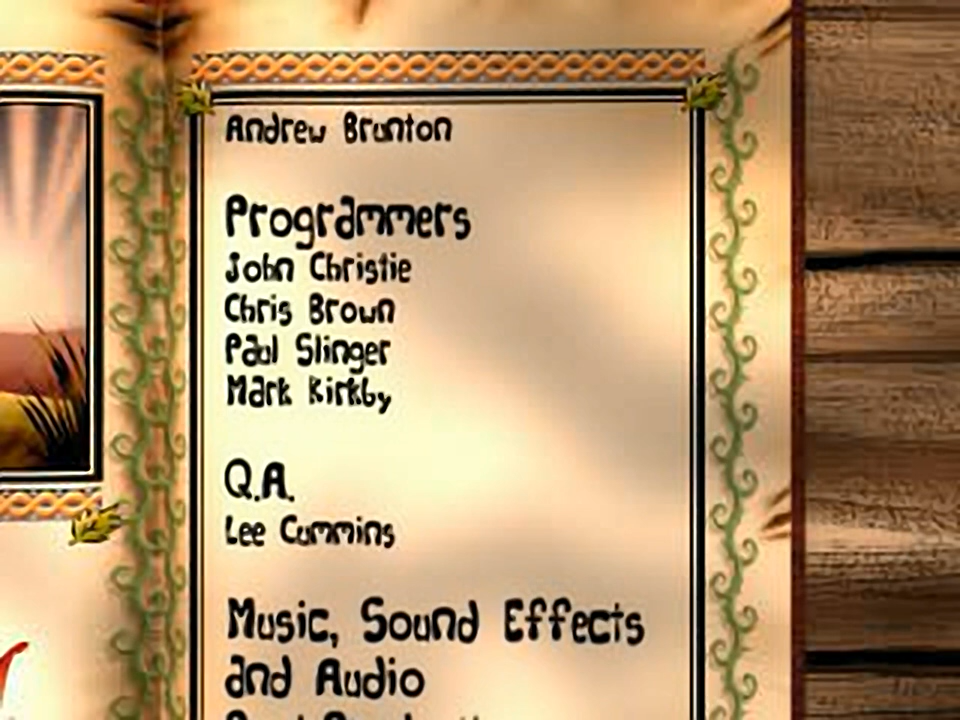 Andrew Brunton
Programmers
John Christie
Chris Brown
Paul Slinger
Mark Kirkby
Q.A.
Lee Cummins
Music, Sound Effects
and Audio